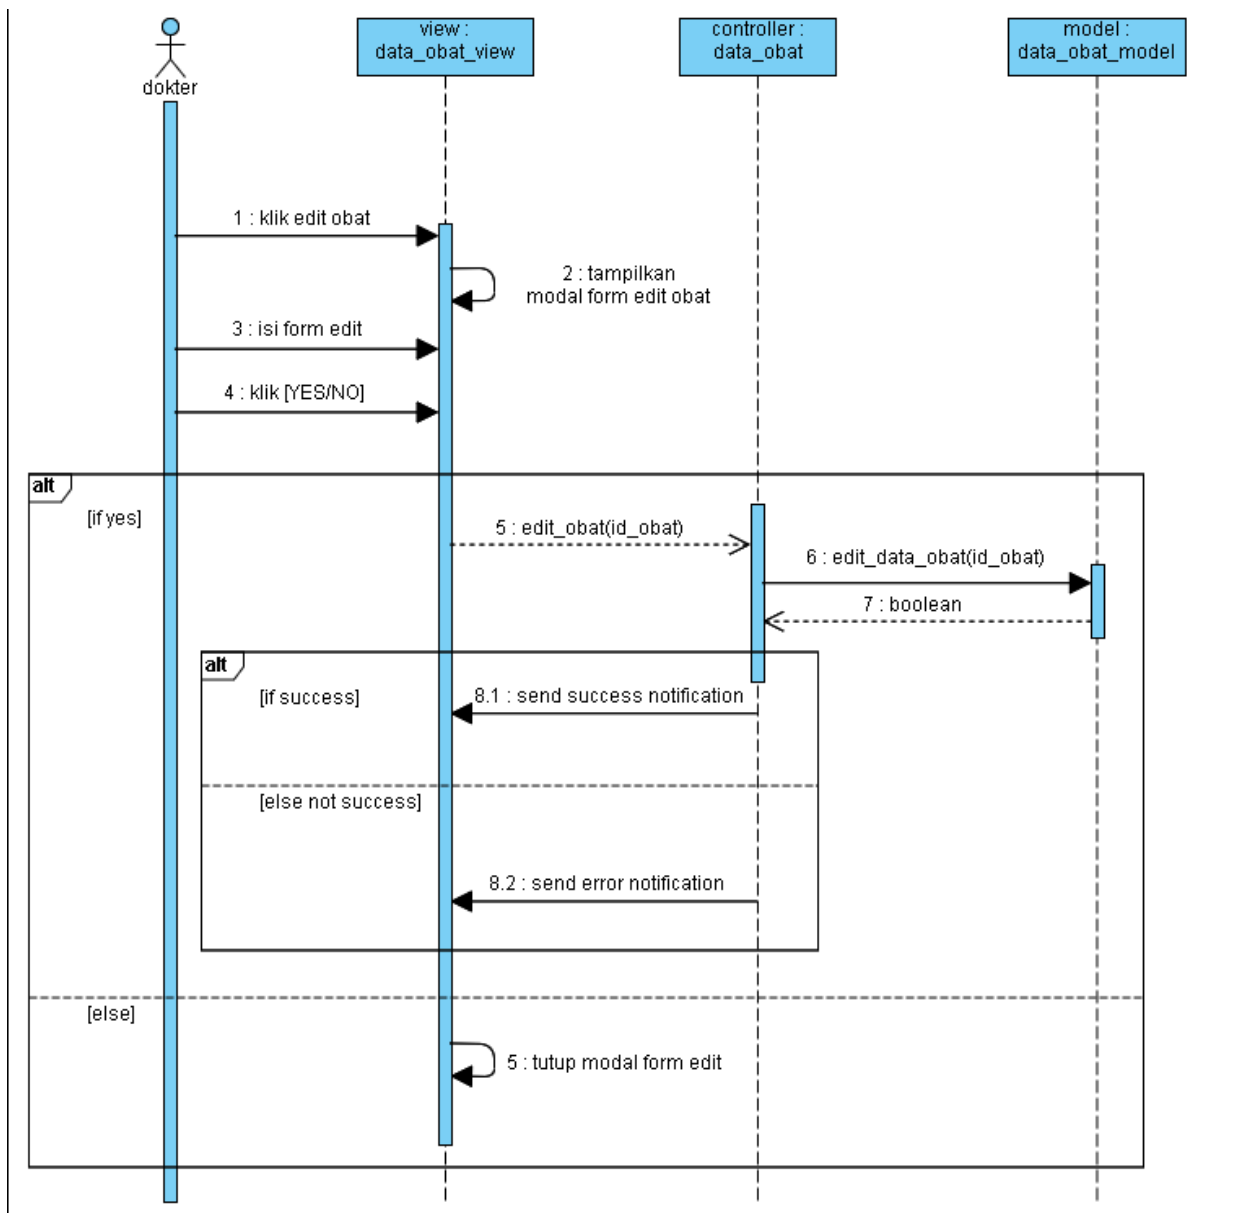 dokter
view :
data_obat_view
controller :
data_obat
model :
data_obat_model
1 : klik edit obat
2 : tampilkan
modal form edit obat
3 : isi form edit
4 : klik [YES/NO]
alt
[if yes]
5 : edit_obat(id_obat)
6 : edit_data_obat(id_obat)
7 : boolean
alt
[if success]
8.1 : send success notification
[else not success]
8.2 : send error notification
[else]
5 : tutup modal form edit